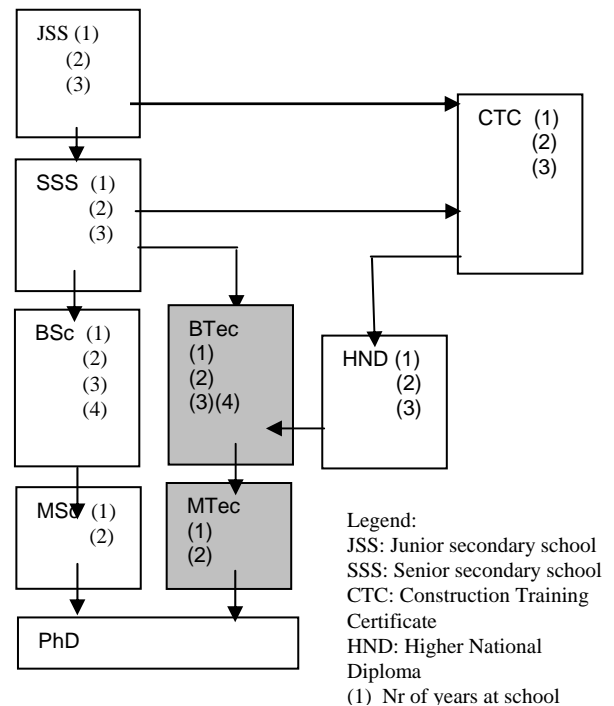 JSS (1)
(2)
(3)
CTC (1)
(2)
(3)
SSS (1)
(2)
(3)
BSc (1)
(2)
(3)
(4)
BTec
(1)
(2)
(3)(4)
HND (1)
(2)
(3)
MSc (1)
(2)
MTec
(1)
(2)
PhD
Legend:
JSS: Junior secondary school
SSS: Senior secondary school
CTC: Construction Training
Certificate
HND: Higher National
Diploma
(1) Nr of years at school